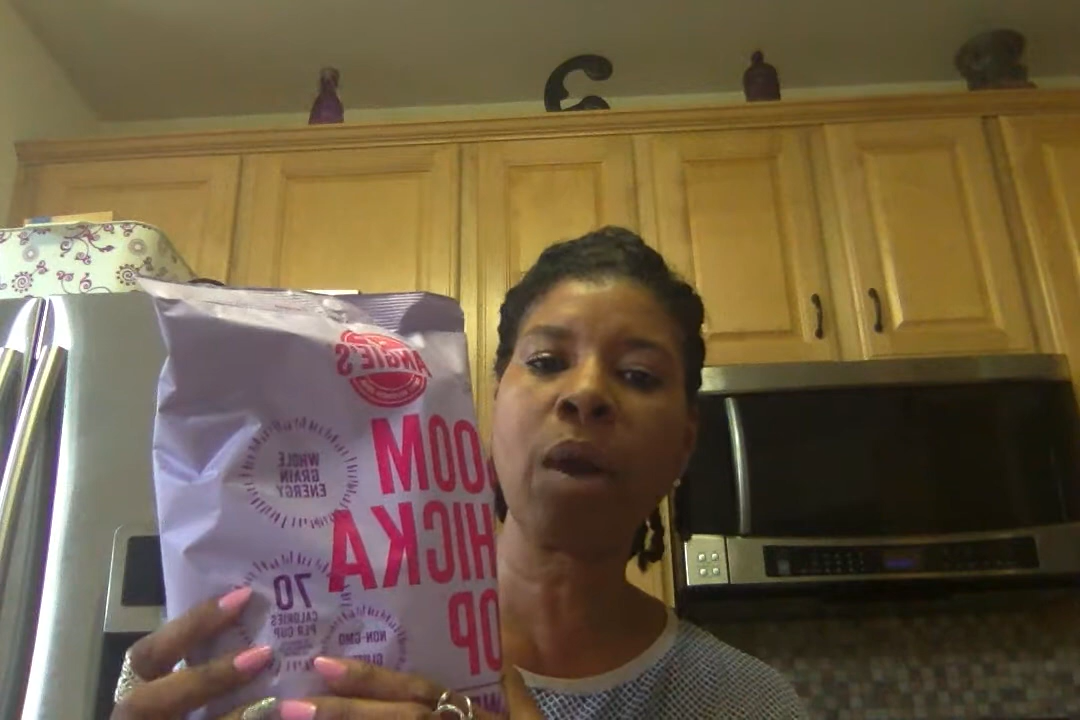 ANGIE'S
OOM
HICKA
OP
WHOLE
GRAIN
ENERGY
70
CALORIES
PER CUP
NON-GMO